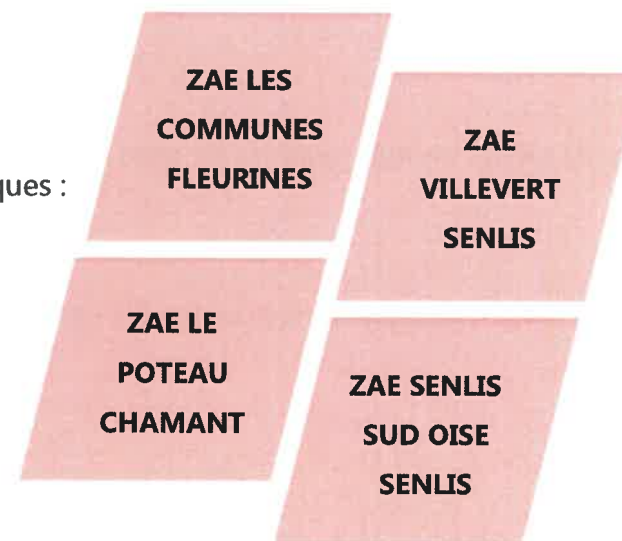 ques :
ZAE LES
COMMUNES
FLEURINES
ZAE
VILLEVERT
SENLIS
ZAE LE
POTEAU
CHAMANT
ZAE SENLIS
SUD OISE
SENLIS